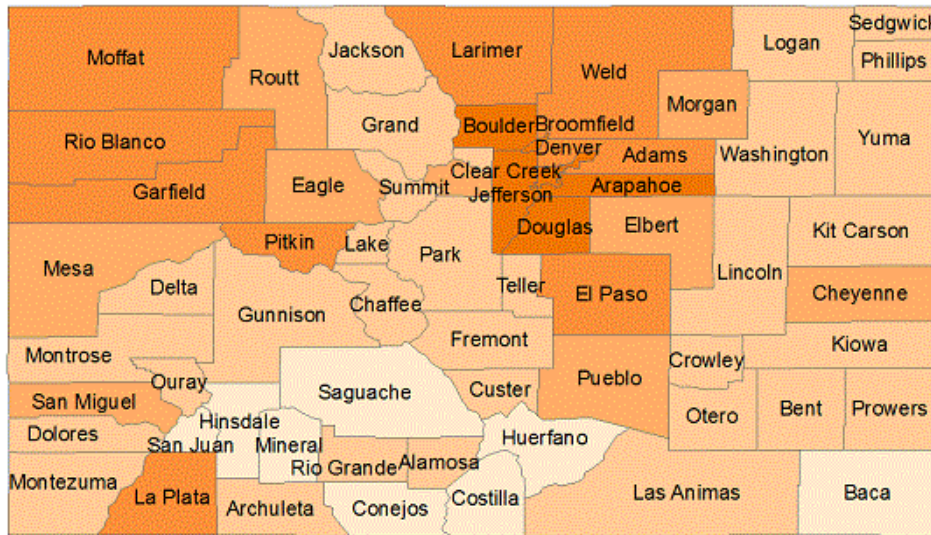 Sedgwick
Moffat
Jackson
Larimer
Logan
Routt
Weld
Phillips
Morgan
Grand
Boulder
Broomfield
Rio Blanco
Denver
Adams
Washington
Yuma
Clear Creek
Eagle
Summit
Jefferson
Arapahoe
Garfield
Douglas
Elbert
Kit Carson
Pitkin
Lake
Park
Mesa
Lincoln
Delta
Teller
El Paso
Cheyenne
Chaffee
Gunnison
Fremont
Kiowa
Montrose
Crowley
Ouray
Pueblo
Custer
Saguache
San Miguel
Bent
Prowers
Otero
Hinsdale
Dolores
San Juan
Mineral
Huerfano
Rio Grande
Alamosa
Montezuma
La Plata
Costilla
Las Animas
Baca
Archuleta
Conejos